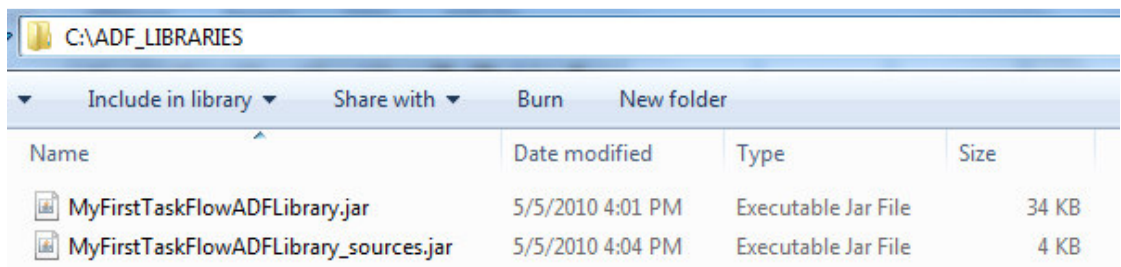 C:\ADF_LIBRARIES
Include in library Share with Burn New folder
Name Date modified Type Size
MyFirstTaskFlowADFLibrary.jar 5/5/2010 4:01 PM Executable Jar File 34 KB
MyFirstTaskFlowADFLibrary_sources.jar 5/5/2010 4:04 PM Executable Jar File 4 KB